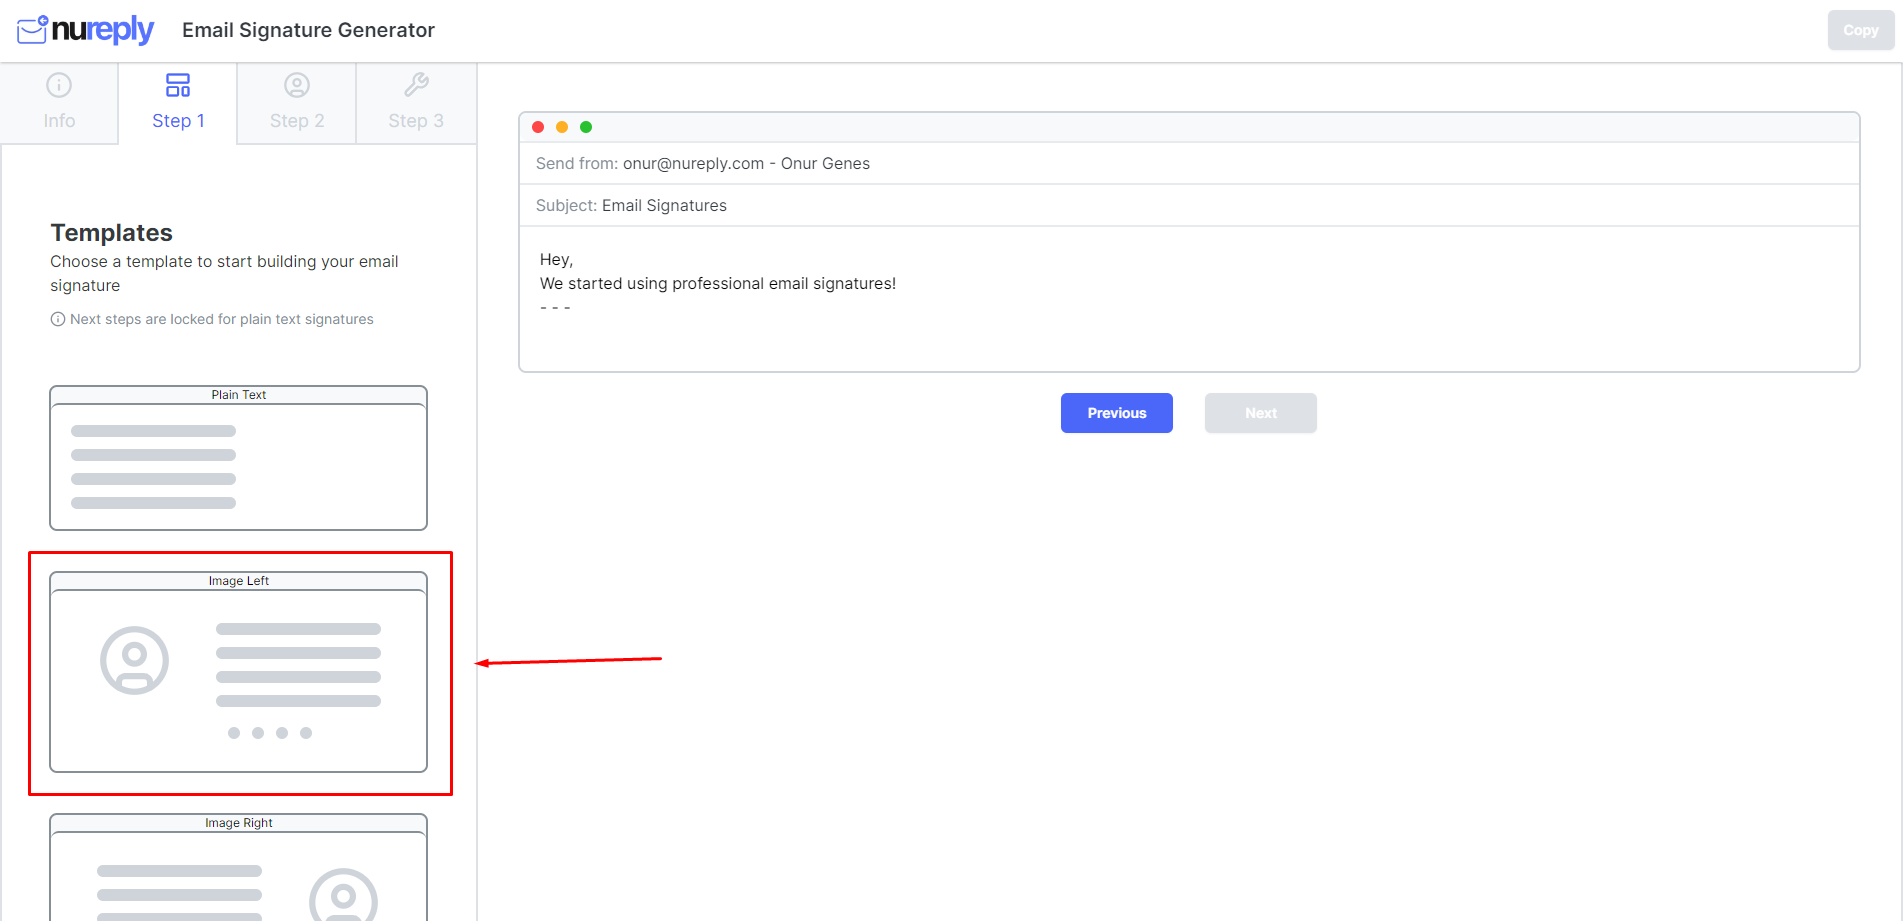 nureply
Email Signature Generator
Copy
Info
Step 1
Step 2
Step 3
Templates
Choose a template to start building your email
signature
Next steps are locked for plain text signatures
Plain Text
Image Left
Image Right
Send from: onur@nureply.com - Onur Genes
Subject: Email Signatures
Hey,
We started using professional email signatures!
- - -
Previous
Next